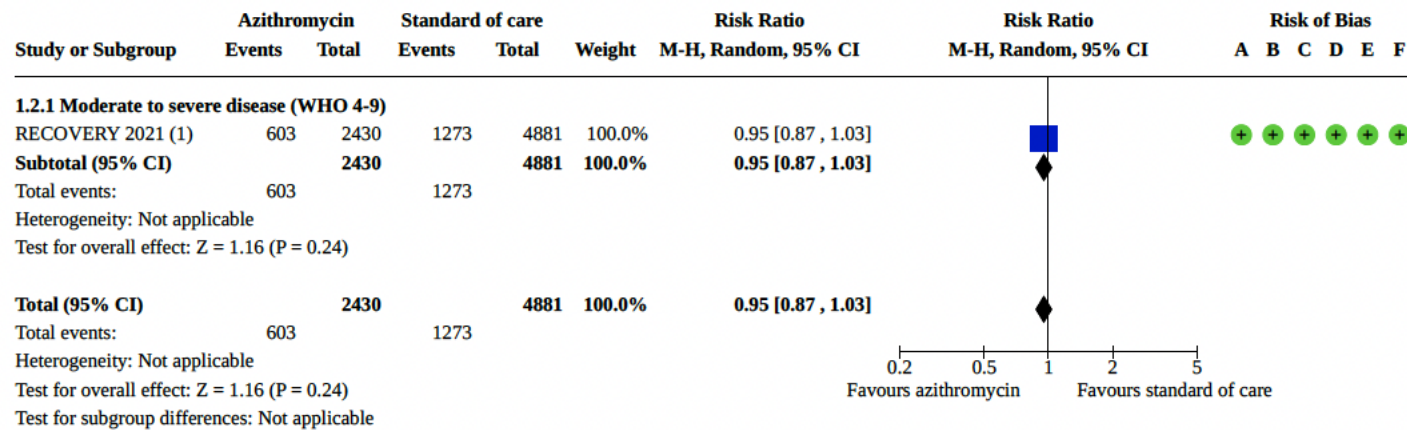 Azithromycin Standard of care Risk Ratio Risk Ratio Risk of Bias
Study or Subgroup Events Total Events Total Weight M-H, Random, 95% CI M-H, Random, 95% CI A B C D E F
1.2.1 Moderate to severe disease (WHO 4-9)
RECOVERY 2021 (1) 603 2430 1273 4881 100.0% 0.95 [0.87 , 1.03] + + + + + +
Subtotal (95% CI) 2430 4881 100.0% 0.95 [0.87 , 1.03]
Total events: 603 1273
Heterogeneity: Not applicable
Test for overall effect: Z = 1.16 (P = 0.24)
Total (95% CI) 2430 4881 100.0% 0.95 [0.87 , 1.03]
Total events: 603 1273
Heterogeneity: Not applicable 0.2 0.5 1 2 5
Test for overall effect: Z = 1.16 (P = 0.24) Favours azithromycin Favours standard of care
Test for subgroup differences: Not applicable